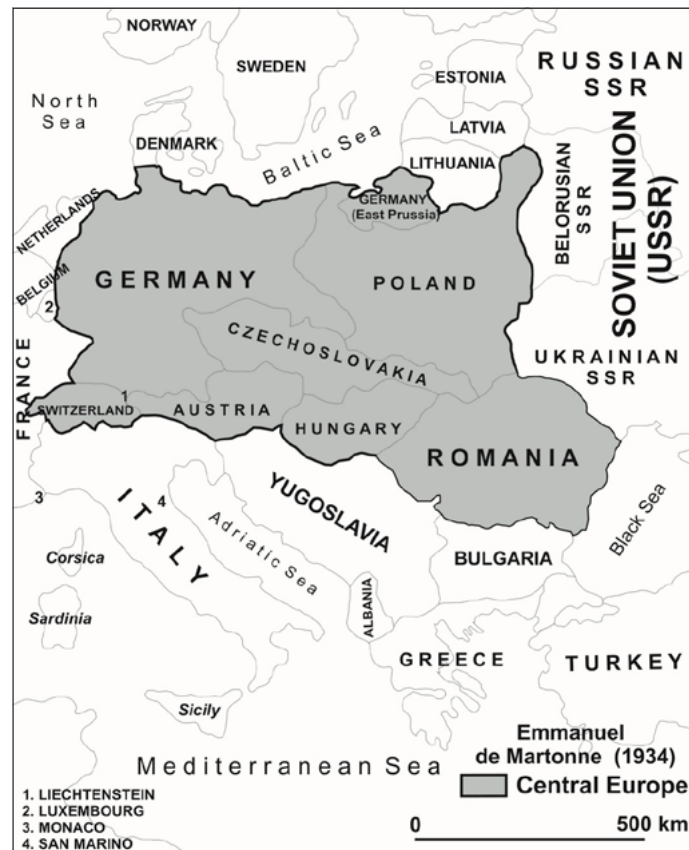 NORWAY
SWEDEN
ESTONIA
RUSSIAN
SSR
North
Sea
LATVIA
DENMARK
Baltic Sea
LITHUANIA
NETHERLANDS
GERMANY
(East Prussia)
BELORUSIAN
SSR
SOVIET UNION
(USSR)
BELGIUM
GERMANY
POLAND
2
CZECHOSLOVAKIA
UKRAINIAN
SSR
FRANCE
1
SWITZERLAND
AUSTRIA
HUNGARY
ROMANIA
3
4
ITALY
YUGOSLAVIA
Adriatic Sea
Black Sea
Corsica
BULGARIA
Sardinia
ALBANIA
GREECE
TURKEY
Sicily
Mediterranean Sea
Emmanuel
de Martonne (1934)
Central Europe
1. LIECHTENSTEIN
2. LUXEMBOURG
3. MONACO
4. SAN MARINO
0 500 km